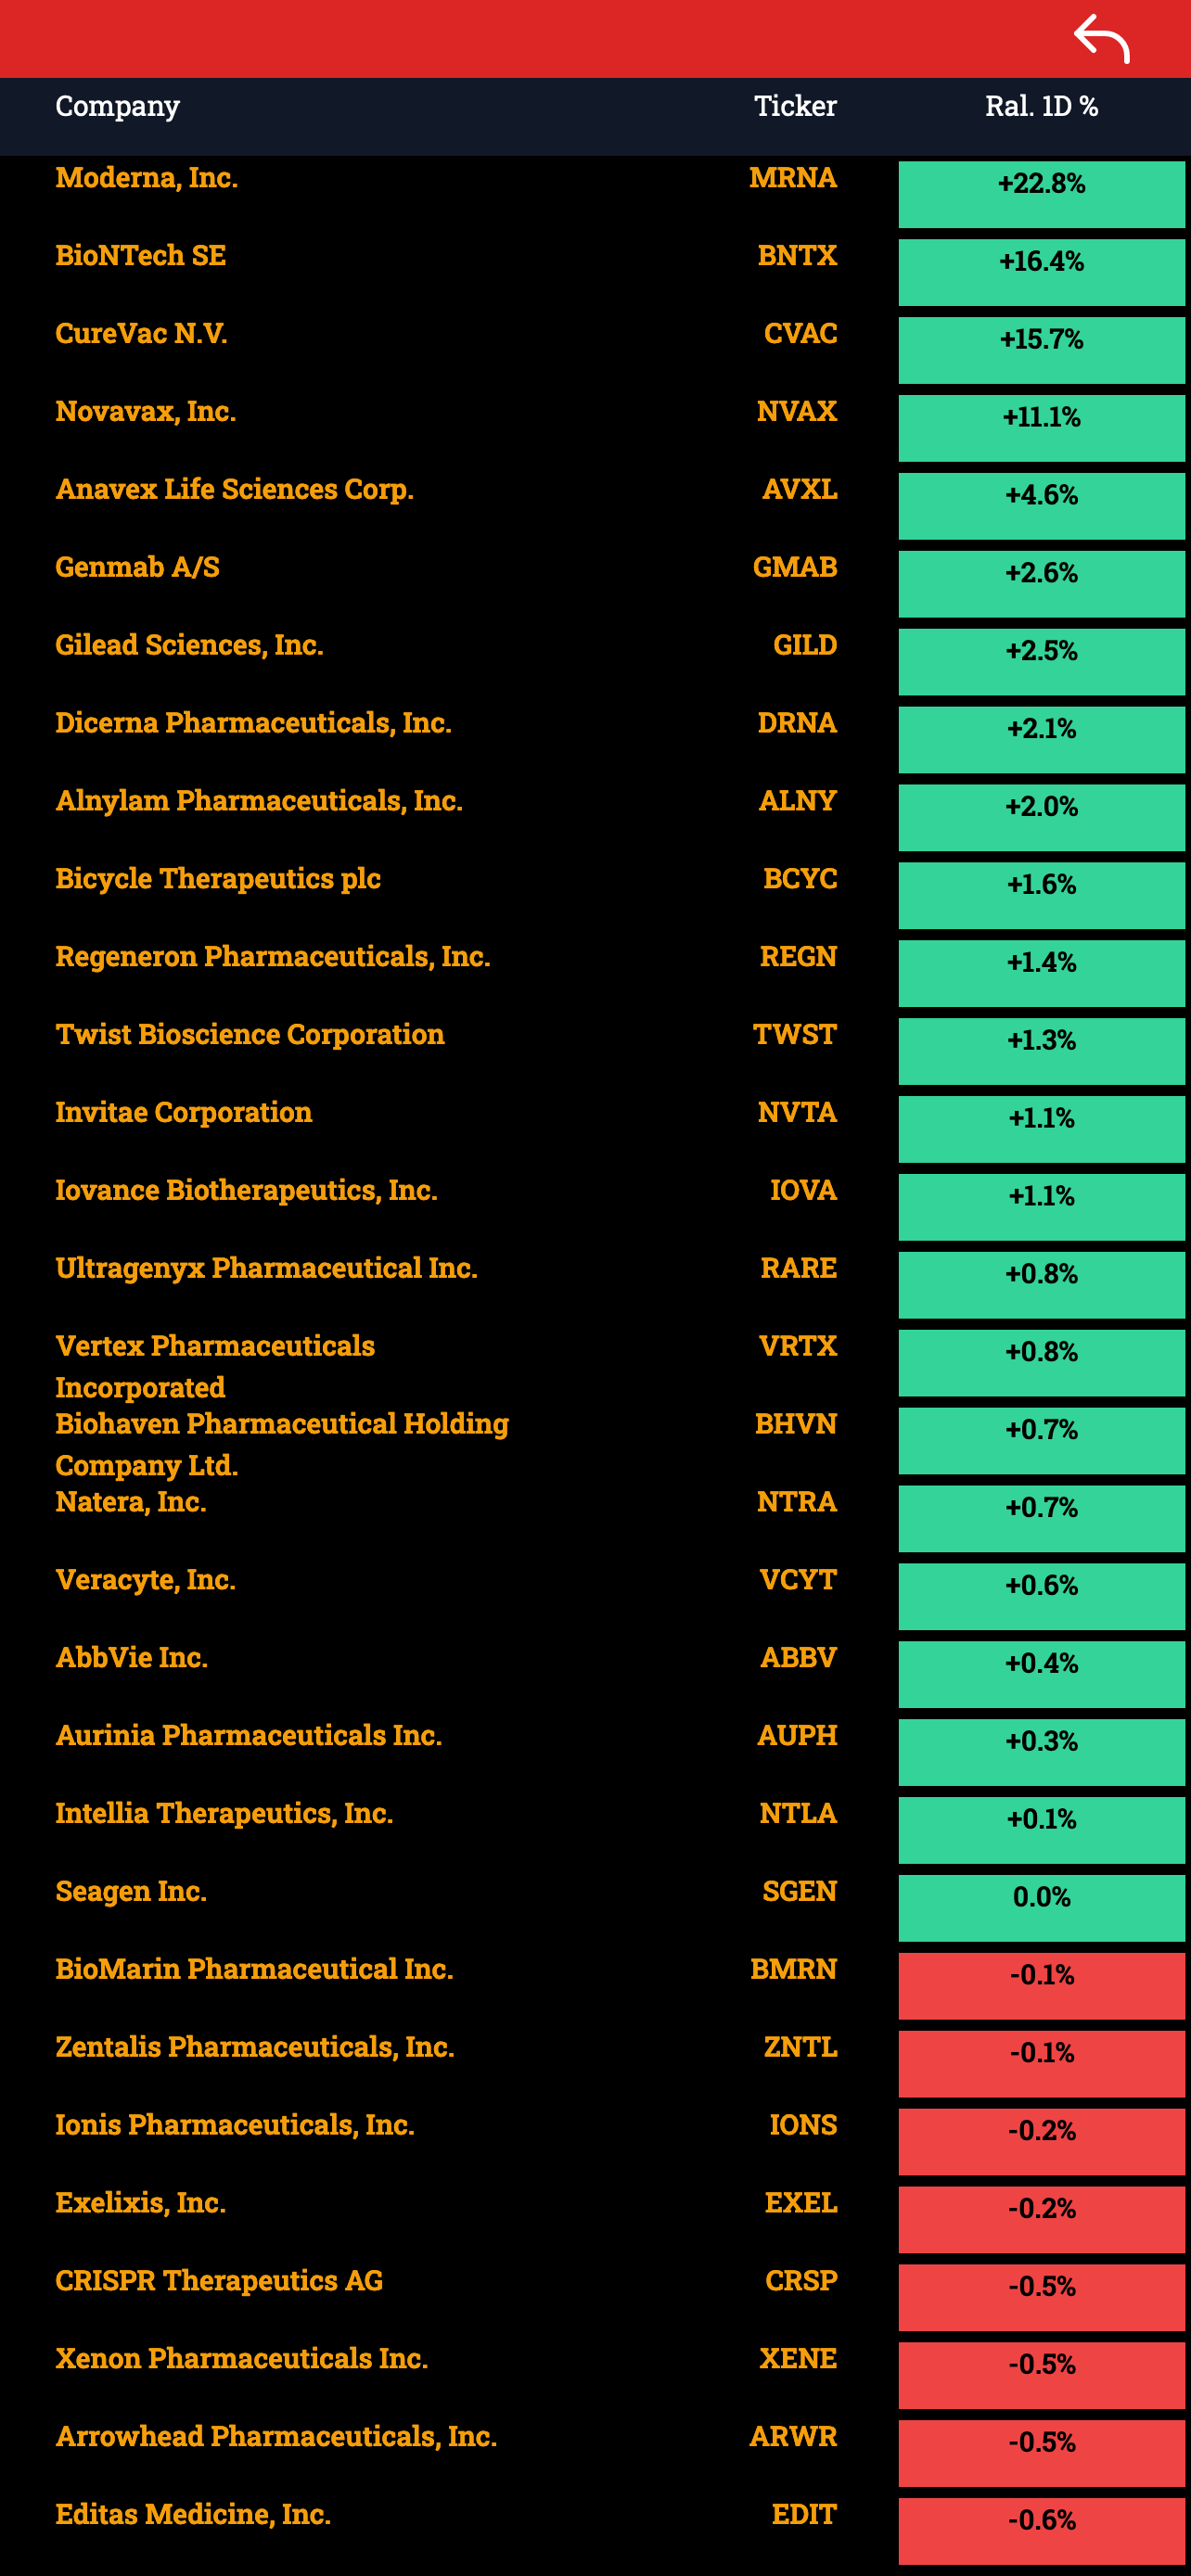 Company Ticker Ral. 1D %
Moderna, Inc. MRNA +22.8%
BioNTech SE BNTX +16.4%
CureVac N.V. CVAC +15.7%
Novavax, Inc. NVAX +11.1%
Anavex Life Sciences Corp. AVXL +4.6%
Genmab A/S GMAB +2.6%
Gilead Sciences, Inc. GILD +2.5%
Dicerna Pharmaceuticals, Inc. DRNA +2.1%
Alnylam Pharmaceuticals, Inc. ALNY +2.0%
Bicycle Therapeutics plc BCYC +1.6%
Regeneron Pharmaceuticals, Inc. REGN +1.4%
Twist Bioscience Corporation TWST +1.3%
Invitae Corporation NVTA +1.1%
Iovance Biotherapeutics, Inc. IOVA +1.1%
Ultragenyx Pharmaceutical Inc. RARE +0.8%
Vertex Pharmaceuticals VRTX +0.8%
Incorporated
Biohaven Pharmaceutical Holding BHVN +0.7%
Company Ltd.
Natera, Inc. NTRA +0.7%
Veracyte, Inc. VCYT +0.6%
AbbVie Inc. ABBV +0.4%
Aurinia Pharmaceuticals Inc. AUPH +0.3%
Intellia Therapeutics, Inc. NTLA +0.1%
Seagen Inc. SGEN 0.0%
BioMarin Pharmaceutical Inc. BMRN -0.1%
Zentalis Pharmaceuticals, Inc. ZNTL -0.1%
Ionis Pharmaceuticals, Inc. IONS -0.2%
Exelixis, Inc. EXEL -0.2%
CRISPR Therapeutics AG CRSP -0.5%
Xenon Pharmaceuticals Inc. XENE -0.5%
Arrowhead Pharmaceuticals, Inc. ARWR -0.5%
Editas Medicine, Inc. EDIT -0.6%